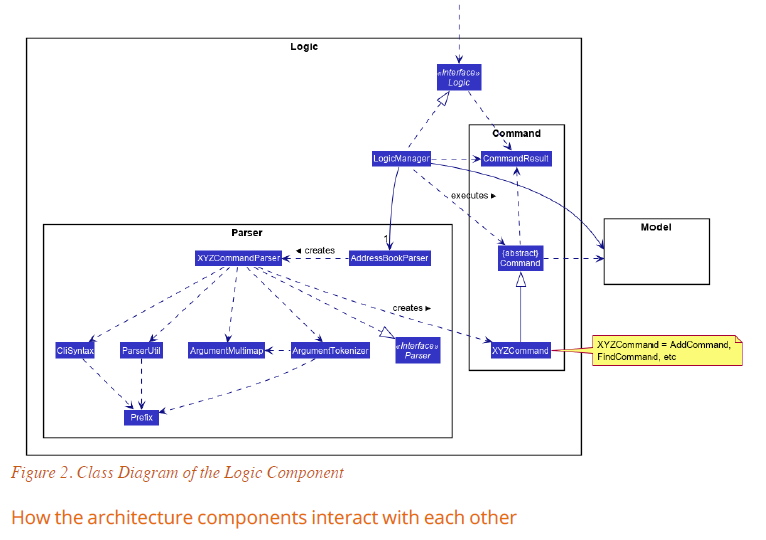 Logic
«Interface»
Logic
Command
LogicManager
CommandResult
executes ►
Parser
Model
1
XYZCommandParser
◄ creates
AddressBookParser
{abstract}
Command
creates ►
CliSyntax
ParserUtil
ArgumentMultimap
ArgumentTokenizer
«Interface»
Parser
XYZCommand
XYZCommand = AddCommand,
FindCommand, etc
Prefix
Figure 2. Class Diagram of the Logic Component
How the architecture components interact with each other